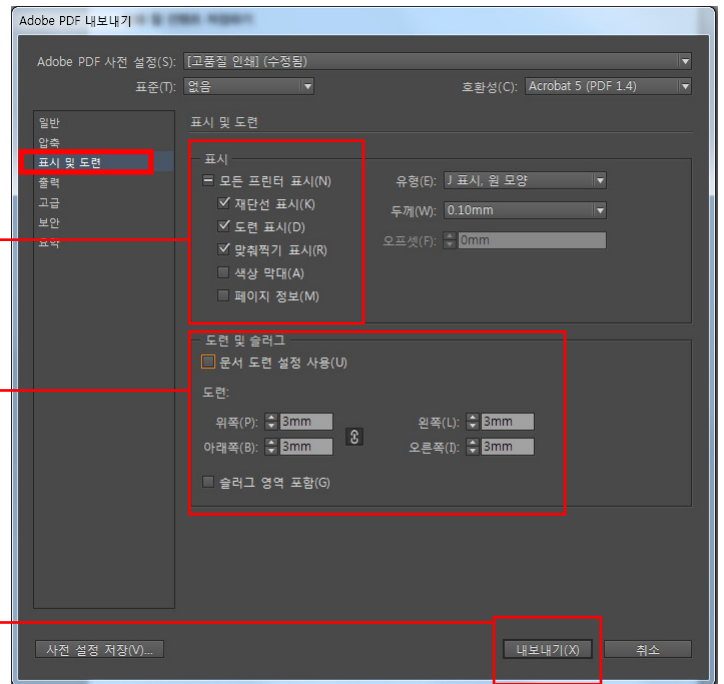 Adobe PDF 내보내기
Adobe PDF 사전 설정(S): [고품질 인쇄] (수정됨)
표준(T): 없음 호환성(C): Acrobat 5 (PDF 1.4)
일반
압축
표시 및 도련
출력
고급
보안
요약
표시 및 도련
표시
모든 프린터 표시(N)
재단선 표시(K)
도련 표시(D)
맞춰찍기 표시(R)
색상 막대(A)
페이지 정보(M)
유형(E): J 표시, 원 모양
두께(W): 0.10mm
오프셋(F): 0mm
도련 및 슬러그
문서 도련 설정 사용(U)
도련:
위쪽(P): 3mm 왼쪽(L): 3mm
아래쪽(B): 3mm 오른쪽(I): 3mm
슬러그 영역 포함(G)
사전 설정 저장(V)... 내보내기(X) 취소